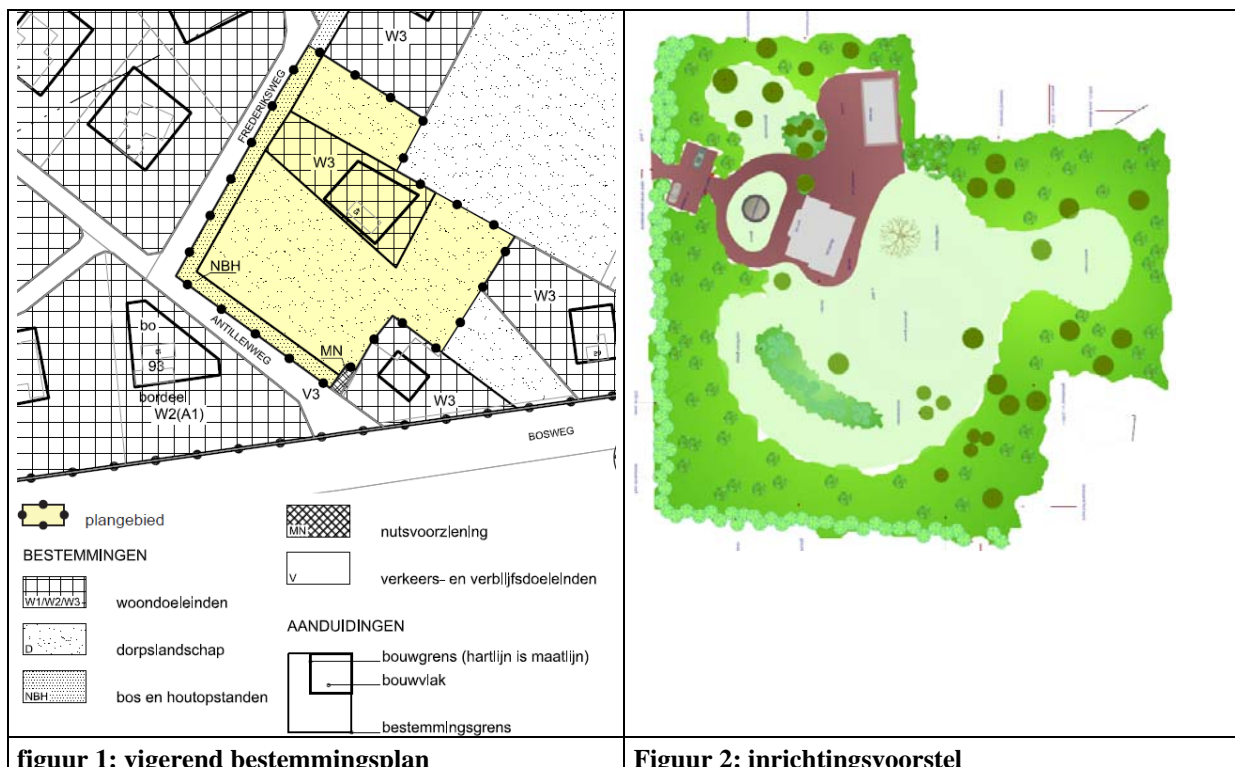 W3
FREDERIKSWEG
W3
NBH
W3
ANTILLENWEG
MN
bo
93
bordeel
W2(A1)
V3
W3
29
BOSWEG
plangebied
BESTEMMINGEN
W1/W2/W3
woondoeleinden
D
dorpslandschap
NBH
bos en houtopstanden
MN
nutsvoorziening
V
verkeers- en verblijfsdoeleinden
AANDUIDINGEN
bouwgrens (hartlijn is maatlijn)
bouwvlak
bestemmingsgrens
figuur 1: vigerend bestemmingsplan
Figuur 2: inrichtingsvoorstel